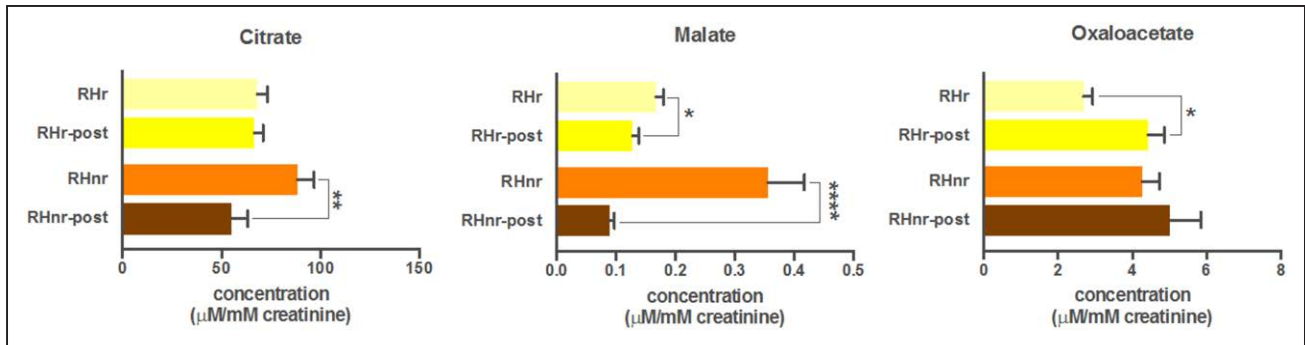 Citrate
RHr
RHr-post
RHnr
RHnr-post
**
0
50
100
150
concentration
(μM/mM creatinine)
Malate
RHr
RHr-post
RHnr
RHnr-post
*
****
0.0
0.1
0.2
0.3
0.4
0.5
concentration
(μM/mM creatinine)
Oxaloacetate
RHr
RHr-post
RHnr
RHnr-post
*
0
2
4
6
8
concentration
(μM/mM creatinine)